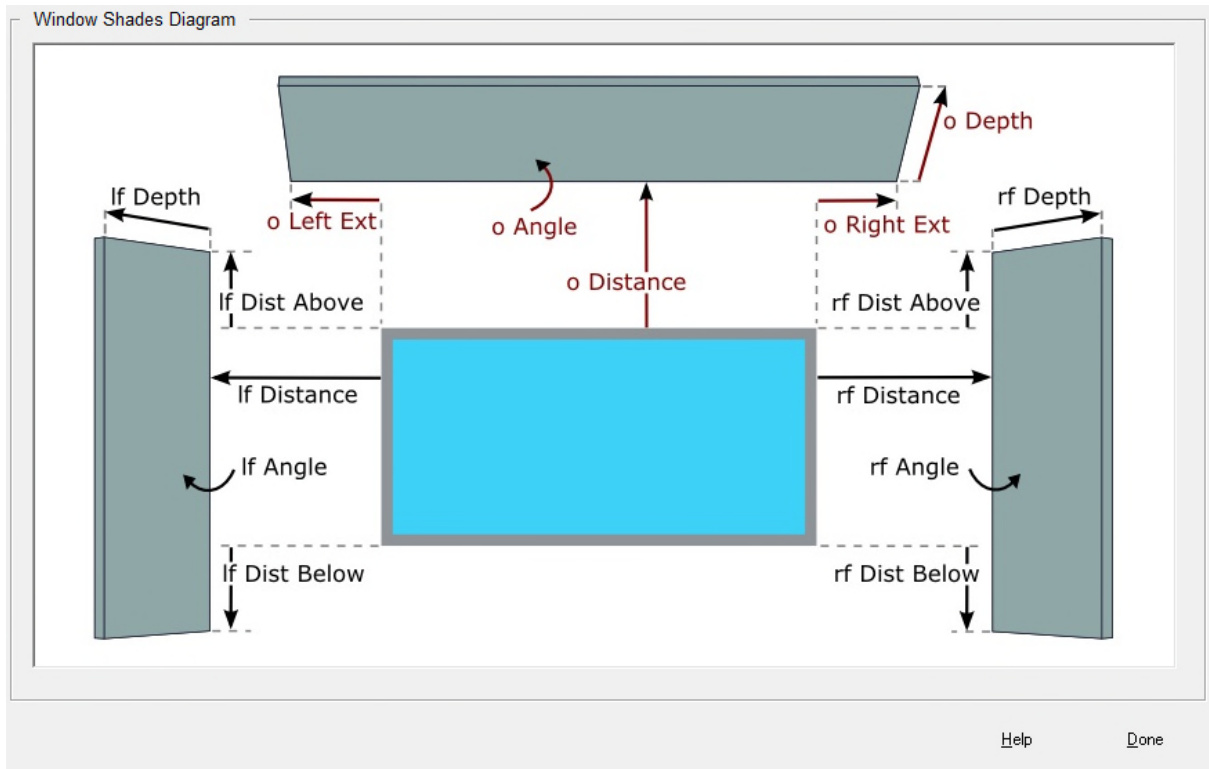 Window Shades Diagram
o Depth
lf Depth
rf Depth
o Left Ext
o Angle
o Right Ext
o Distance
lf Dist Above
rf Dist Above
lf Distance
rf Distance
lf Angle
rf Angle
lf Dist Below
rf Dist Below
Help
Done